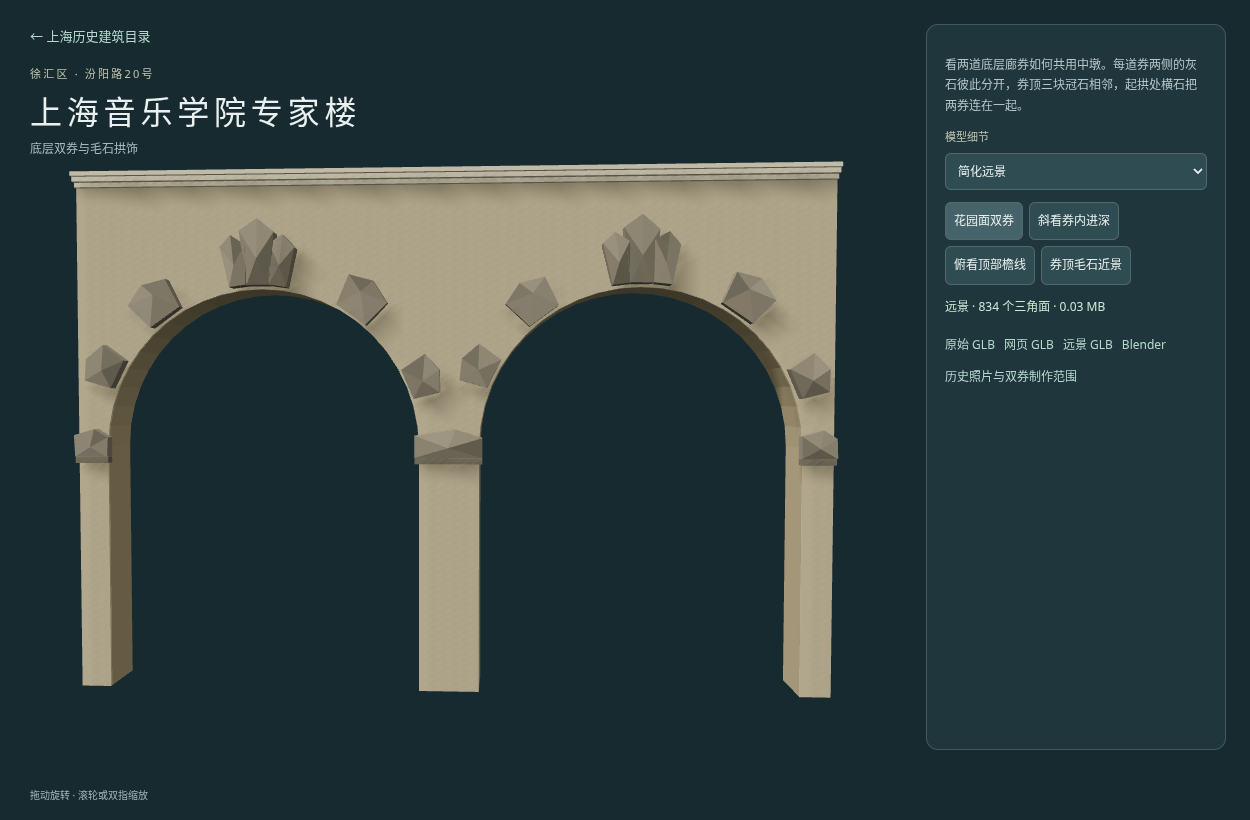 ← 上海历史建筑目录
徐汇区 · 汾阳路20号
上海音乐学院专家楼
底层双券与毛石拱饰
看两道底层廊券如何共用中墩。每道券两侧的灰
石彼此分开，券顶三块冠石相邻，起拱处横石把
两券连在一起。
模型细节
简化远景
花园面双券 斜看券内进深
俯看顶部檐线 券顶毛石近景
远景 · 834 个三角面 · 0.03 MB
原始 GLB 网页 GLB 远景 GLB Blender
历史照片与双券制作范围
拖动旋转 · 滚轮或双指缩放